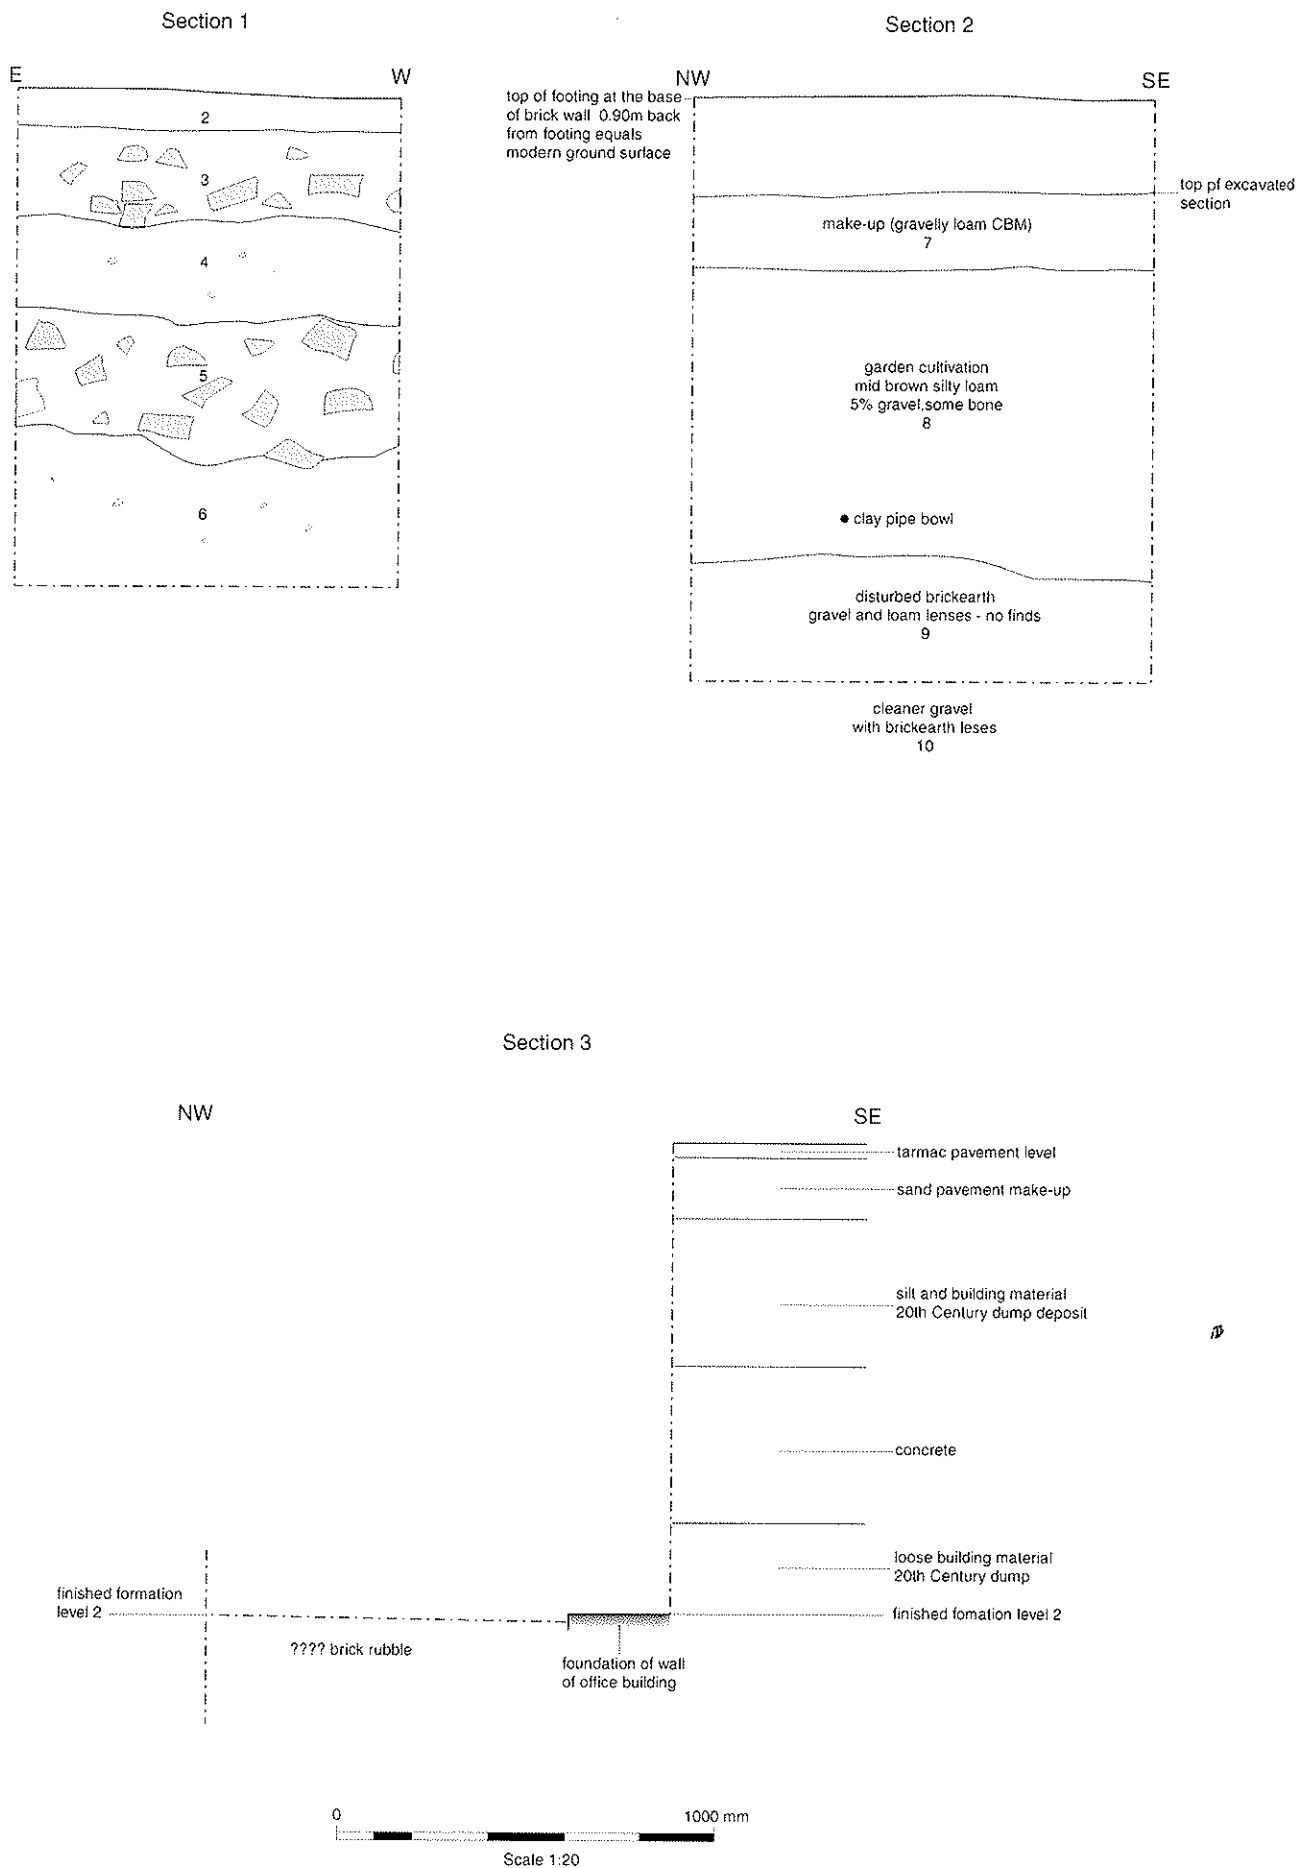 Section 1
E
W
2
3
4
5
6
Section 2
NW
SE
top of footing at the base
of brick wall 0.90m back
from footing equals
modern ground surface
top pf excavated
section
make-up (gravelly loam CBM)
7
garden cultivation
mid brown silty loam
5% gravel,some bone
8
clay pipe bowl
disturbed brickearth
gravel and loam lenses - no finds
9
cleaner gravel
with brickearth leses
10
Section 3
NW
SE
tarmac pavement level
sand pavement make-up
silt and building material
20th Century dump deposit
concrete
loose building material
20th Century dump
finished formation
level 2
finished fomation level 2
???? brick rubble
foundation of wall
of office building
0
1000 mm
Scale 1:20